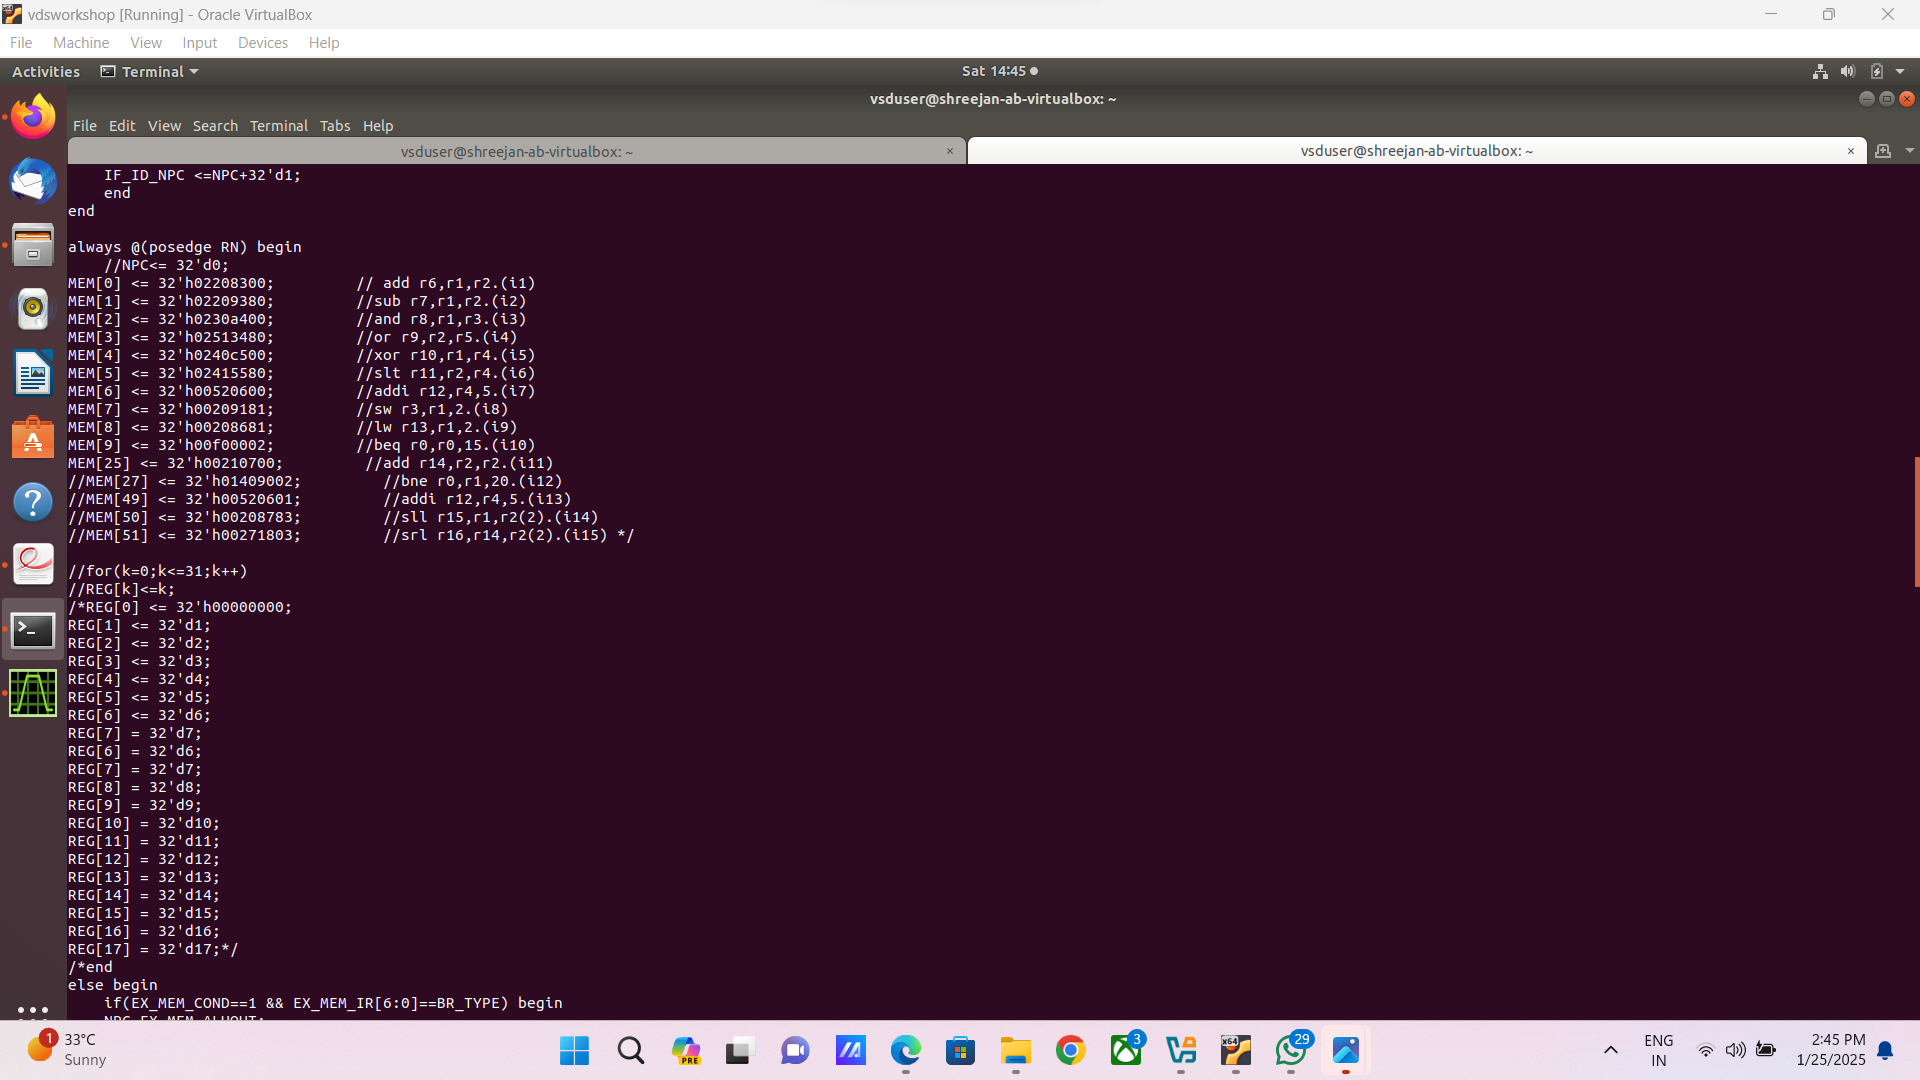 vdsworkshop [Running] - Oracle VirtualBox
File Machine View Input Devices Help
Activities Terminal Sat 14:45
vsduser@shreejan-ab-virtualbox: ~
File Edit View Search Terminal Tabs Help
vsduser@shreejan-ab-virtualbox: ~ × vsduser@shreejan-ab-virtualbox: ~ ×
IF_ID_NPC <=NPC+32'd1;
end
end
always @(posedge RN) begin
//NPC<= 32'd0;
MEM[0] <= 32'h02208300; // add r6,r1,r2.(i1)
MEM[1] <= 32'h02209380; //sub r7,r1,r2.(i2)
MEM[2] <= 32'h0230a400; //and r8,r1,r3.(i3)
MEM[3] <= 32'h02513480; //or r9,r2,r5.(i4)
MEM[4] <= 32'h0240c500; //xor r10,r1,r4.(i5)
MEM[5] <= 32'h02415580; //slt r11,r2,r4.(i6)
MEM[6] <= 32'h00520600; //addi r12,r4,5.(i7)
MEM[7] <= 32'h00209181; //sw r3,r1,2.(i8)
MEM[8] <= 32'h00208681; //lw r13,r1,2.(i9)
MEM[9] <= 32'h00f00002; //beq r0,r0,15.(i10)
MEM[25] <= 32'h00210700; //add r14,r2,r2.(i11)
//MEM[27] <= 32'h01409002; //bne r0,r1,20.(i12)
//MEM[49] <= 32'h00520601; //addi r12,r4,5.(i13)
//MEM[50] <= 32'h00208783; //sll r15,r1,r2(2).(i14)
//MEM[51] <= 32'h00271803; //srl r16,r14,r2(2).(i15) */
//for(k=0;k<=31;k++)
//REG[k]<=k;
/*REG[0] <= 32'h00000000;
REG[1] <= 32'd1;
REG[2] <= 32'd2;
REG[3] <= 32'd3;
REG[4] <= 32'd4;
REG[5] <= 32'd5;
REG[6] <= 32'd6;
REG[7] = 32'd7;
REG[6] = 32'd6;
REG[7] = 32'd7;
REG[8] = 32'd8;
REG[9] = 32'd9;
REG[10] = 32'd10;
REG[11] = 32'd11;
REG[12] = 32'd12;
REG[13] = 32'd13;
REG[14] = 32'd14;
REG[15] = 32'd15;
REG[16] = 32'd16;
REG[17] = 32'd17;*/
/*end
else begin
if(EX_MEM_COND==1 && EX_MEM_IR[6:0]==BR_TYPE) begin
1 33°C
Sunny
PRE
3
x64
29
ENG
IN
2:45 PM
1/25/2025